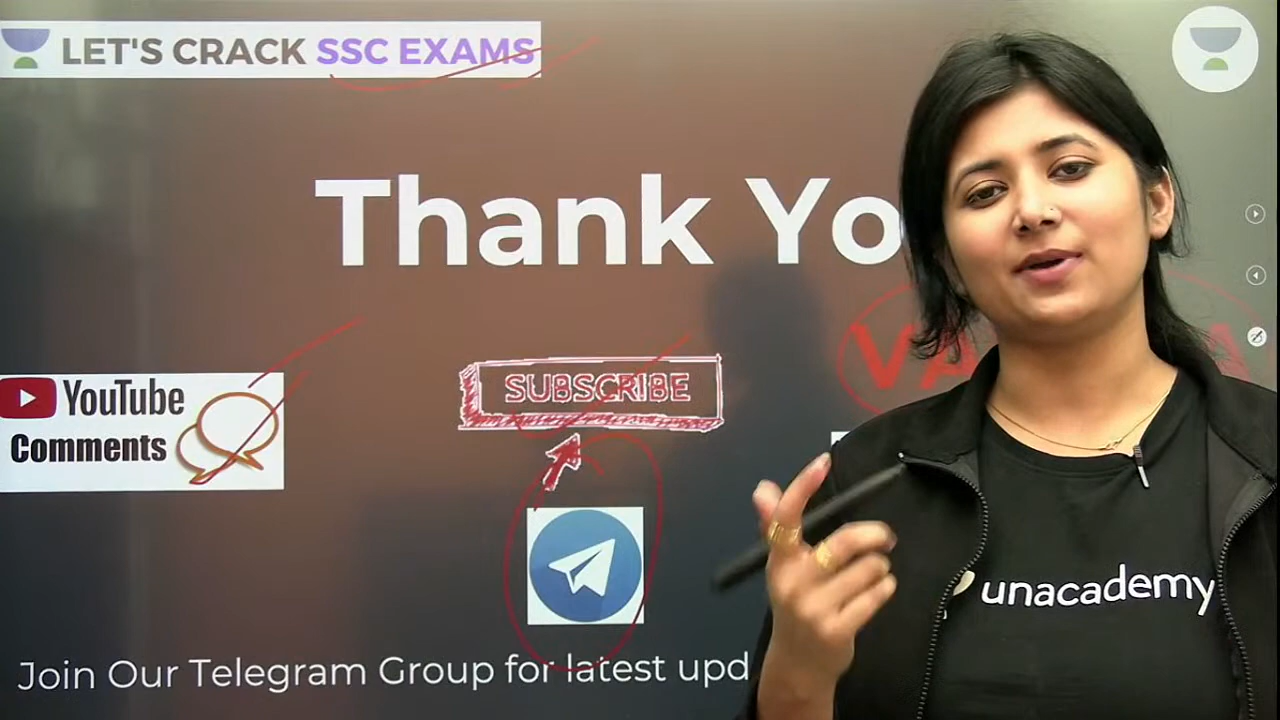 LET'S CRACK SSC EXAMS
Thank Yo
YouTube
Comments
SUBSCRIBE
unacademy
Join Our Telegram Group for latest upd